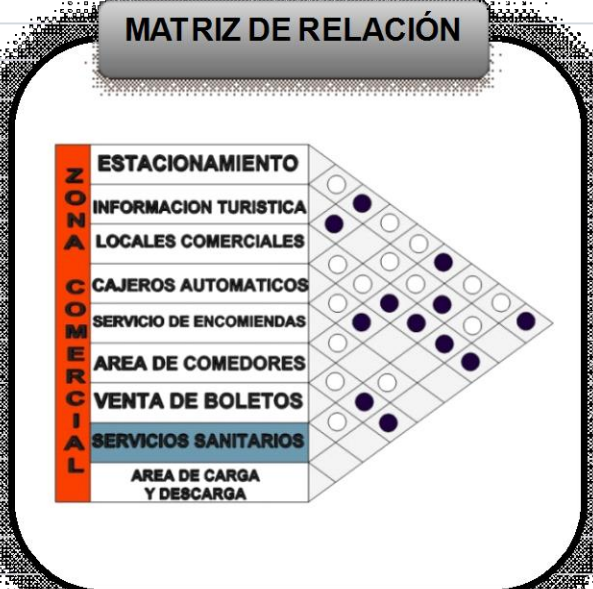 MATRIZ DE RELACIÓN
ZONA COMERCIAL
ESTACIONAMIENTO
INFORMACION TURISTICA
LOCALES COMERCIALES
CAJEROS AUTOMATICOS
SERVICIO DE ENCOMIENDAS
AREA DE COMEDORES
VENTA DE BOLETOS
SERVICIOS SANITARIOS
AREA DE CARGA
Y DESCARGA